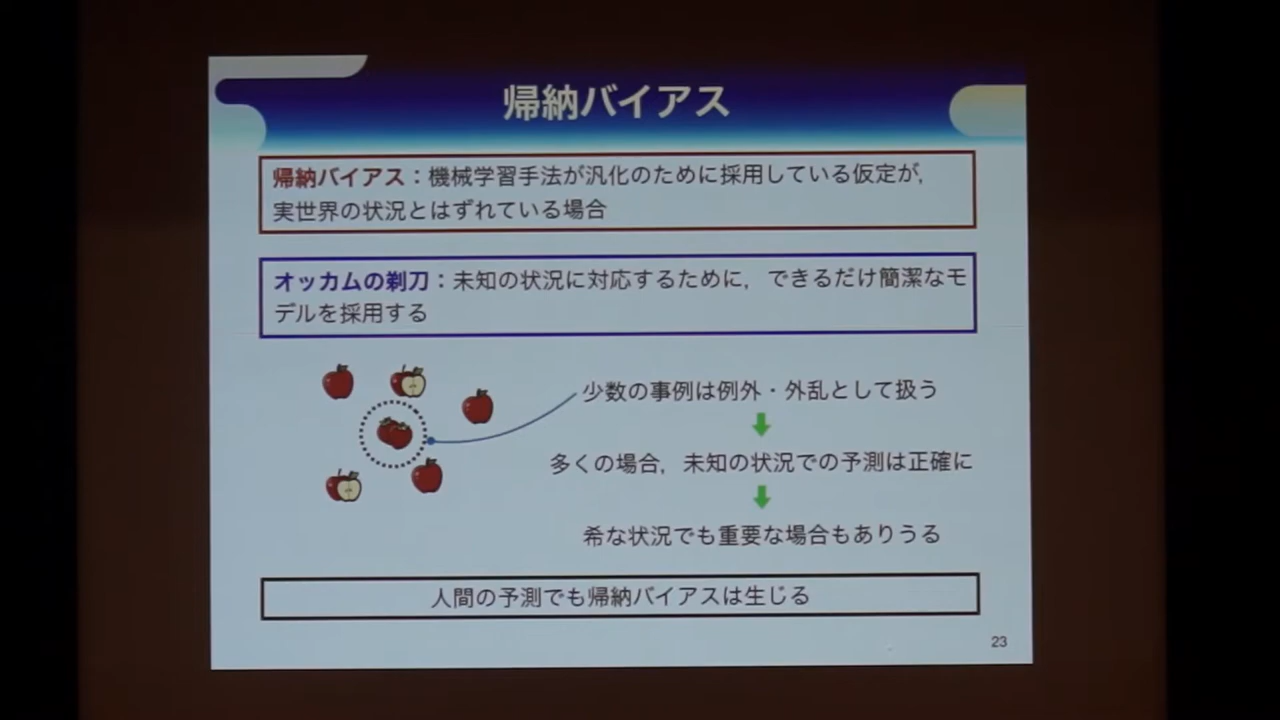 帰納バイアス
帰納バイアス：機械学習手法が汎化のために採用している仮定が，
実世界の状況とはずれている場合
オッカムの剃刀：未知の状況に対応するために，できるだけ簡潔なモ
デルを採用する
少数の事例は例外・外乱として扱う
多くの場合，未知の状況での予測は正確に
希な状況でも重要な場合もありうる
人間の予測でも帰納バイアスは生じる
23